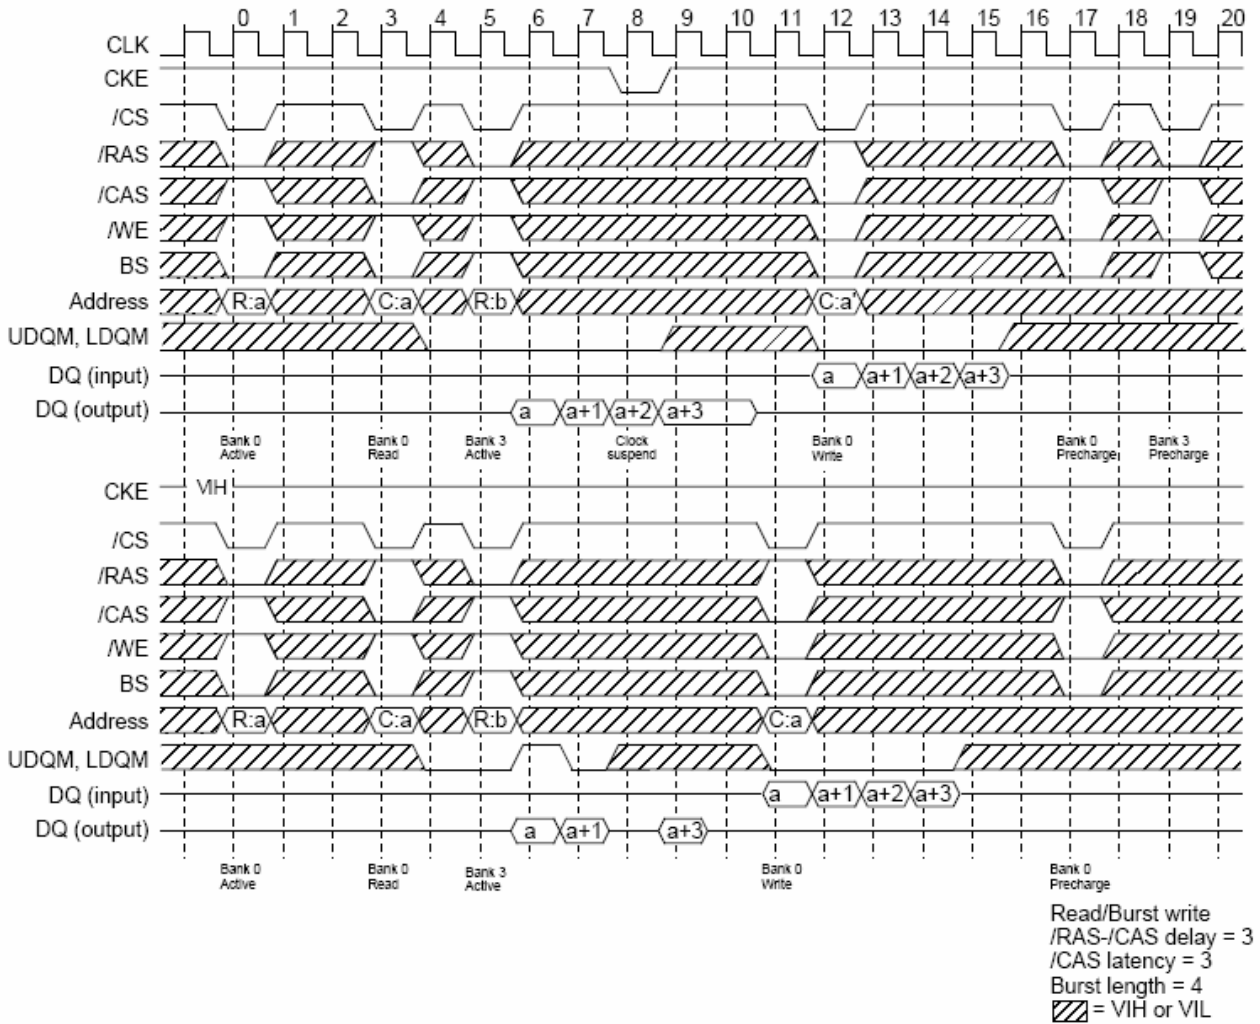 0 1 2 3 4 5 6 7 8 9 10 11 12 13 14 15 16 17 18 19 20
CLK
CKE
/CS
/RAS
/CAS
/WE
BS
Address R:a C:a R:b C:a'
UDQM, LDQM
DQ (input) a a+1 a+2 a+3
DQ (output) a a+1 a+2 a+3
Bank 0 Bank 0 Bank 3 Clock Bank 0 Bank 0 Bank 3
Active Read Active suspend Write Precharge Precharge
CKE VIH
/CS
/RAS
/CAS
/WE
BS
Address R:a C:a R:b C:a
UDQM, LDQM
DQ (input) a a+1 a+2 a+3
DQ (output) a a+1 a+3
Bank 0 Bank 0 Bank 3 Bank 0 Bank 0
Active Read Active Write Precharge
Read/Burst write
/RAS-/CAS delay = 3
/CAS latency = 3
Burst length = 4
= VIH or VIL